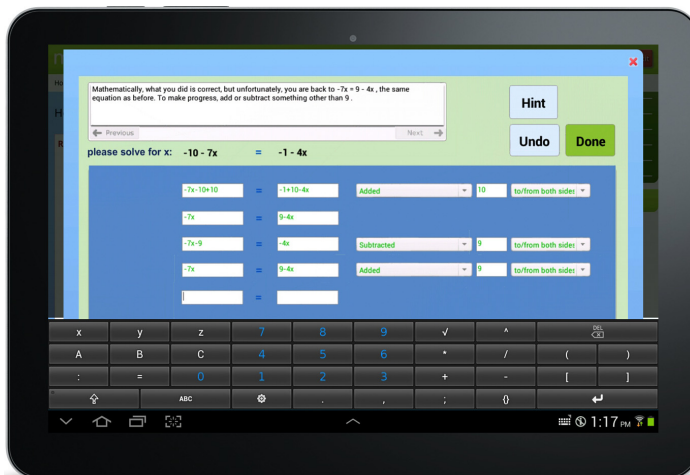 Mathematically, what you did is correct, but unfortunately, you are back to -7x = 9 - 4x , the same
equation as before. To make progress, add or subtract something other than 9 .
Previous Next
Hint
Undo Done
please solve for x: -10 - 7x = -1 - 4x
-7x-10+10 = -1+10-4x Added 10 to/from both sides
-7x = 9-4x
-7x-9 = -4x Subtracted 9 to/from both sides
-7x = 9-4x Added 9 to/from both sides
=
x y z 7 8 9 √ ^ DEL
A B C 4 5 6 * / ( )
: = 0 1 2 3 + - [ ]
ABC . , ; {}
1:17 PM